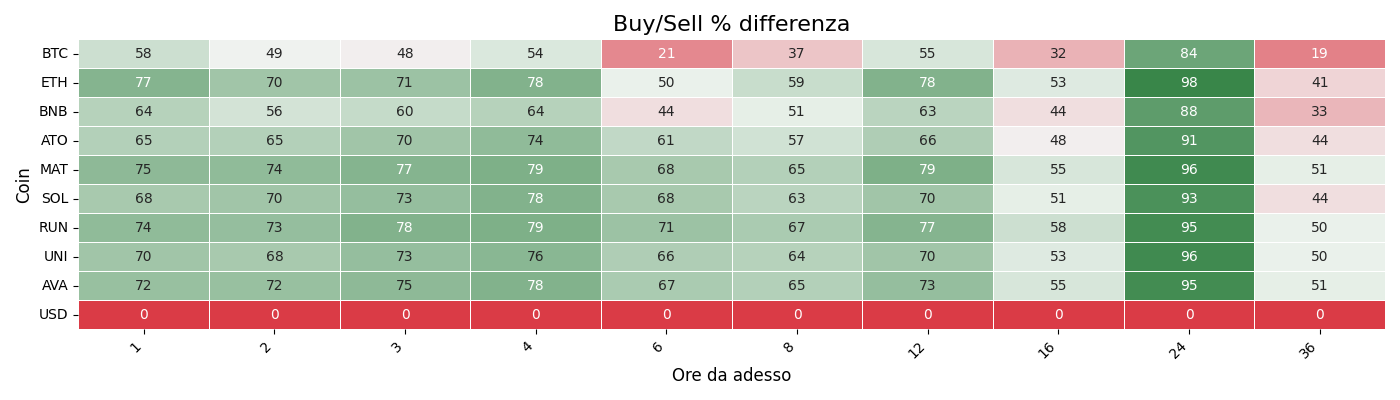 Buy/Sell % differenza
BTC 58 49 48 54 21 37 55 32 84 19
ETH 77 70 71 78 50 59 78 53 98 41
BNB 64 56 60 64 44 51 63 44 88 33
ATO 65 65 70 74 61 57 66 48 91 44
MAT 75 74 77 79 68 65 79 55 96 51
SOL 68 70 73 78 68 63 70 51 93 44
RUN 74 73 78 79 71 67 77 58 95 50
UNI 70 68 73 76 66 64 70 53 96 50
AVA 72 72 75 78 67 65 73 55 95 51
USD 0 0 0 0 0 0 0 0 0 0
Coin
1 2 3 4 6 8 12 16 24 36
Ore da adesso